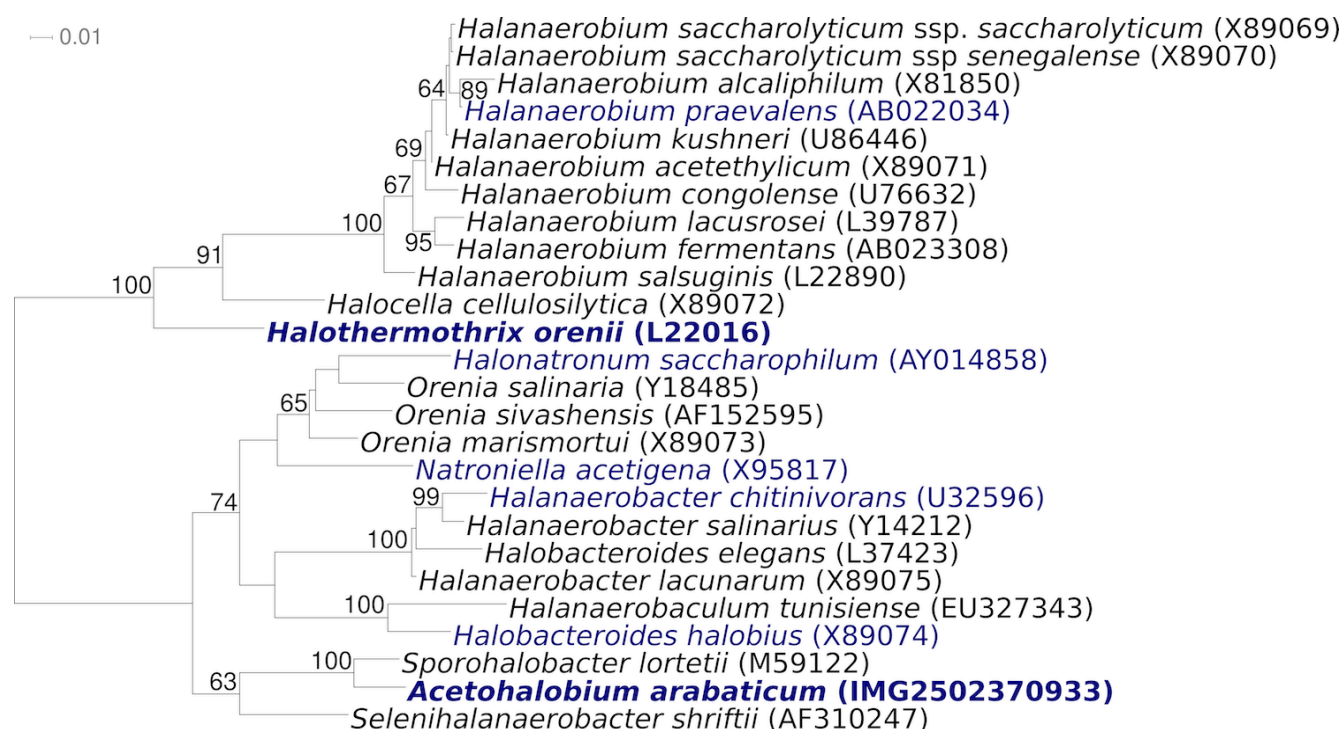 0.01
Halanaerobium saccharolyticum ssp. saccharolyticum (X89069)
Halanaerobium saccharolyticum ssp senegalense (X89070)
Halanaerobium alcaliphilum (X81850)
64
89
Halanaerobium praevalens (AB022034)
Halanaerobium kushneri (U86446)
69
Halanaerobium acetethylicum (X89071)
67
Halanaerobium congolense (U76632)
100
Halanaerobium lacusrosei (L39787)
95
Halanaerobium fermentans (AB023308)
91
Halanaerobium salsuginis (L22890)
100
Halocella cellulosilytica (X89072)
Halothermothrix orenii (L22016)
Halonatronum saccharophilum (AY014858)
Orenia salinaria (Y18485)
65
Orenia sivashensis (AF152595)
Orenia marismortui (X89073)
Natroniella acetigena (X95817)
74
99
Halanaerobacter chitinivorans (U32596)
Halanaerobacter salinarius (Y14212)
100
Halobacteroides elegans (L37423)
Halanaerobacter lacunarum (X89075)
100
Halanaerobaculum tunisiense (EU327343)
Halobacteroides halobius (X89074)
100
Sporohalobacter lortetii (M59122)
63
Acetohalobium arabaticum (IMG2502370933)
Selenihalanaerobacter shriftii (AF310247)